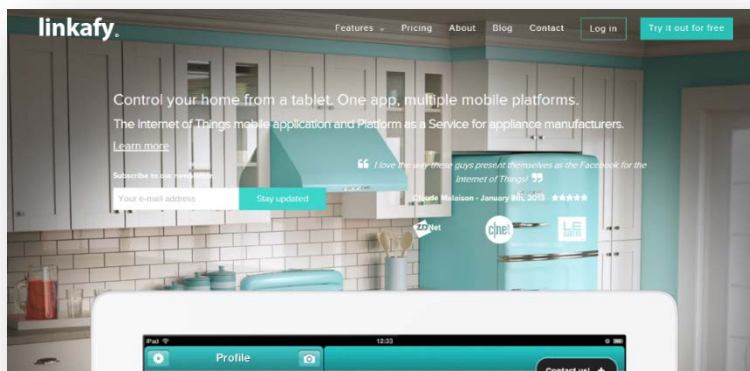 linkafy
Features
Pricing
About
Blog
Contact
Log in
Try it out for free
Control your home from a tablet. One app, multiple mobile platforms.
The Internet of Things mobile application and Platform as a Service for appliance manufacturers.
Learn more
Subscribe to our newsletter
Your e-mail address
Stay updated
“ I love the way these guys present themselves as the Facebook for the
Internet of Things! ”
Claude Malaison - January 9th, 2013 ★★★★★
ZDNet
c|net
LE
iPad
12:33
Profile
Contact us! +